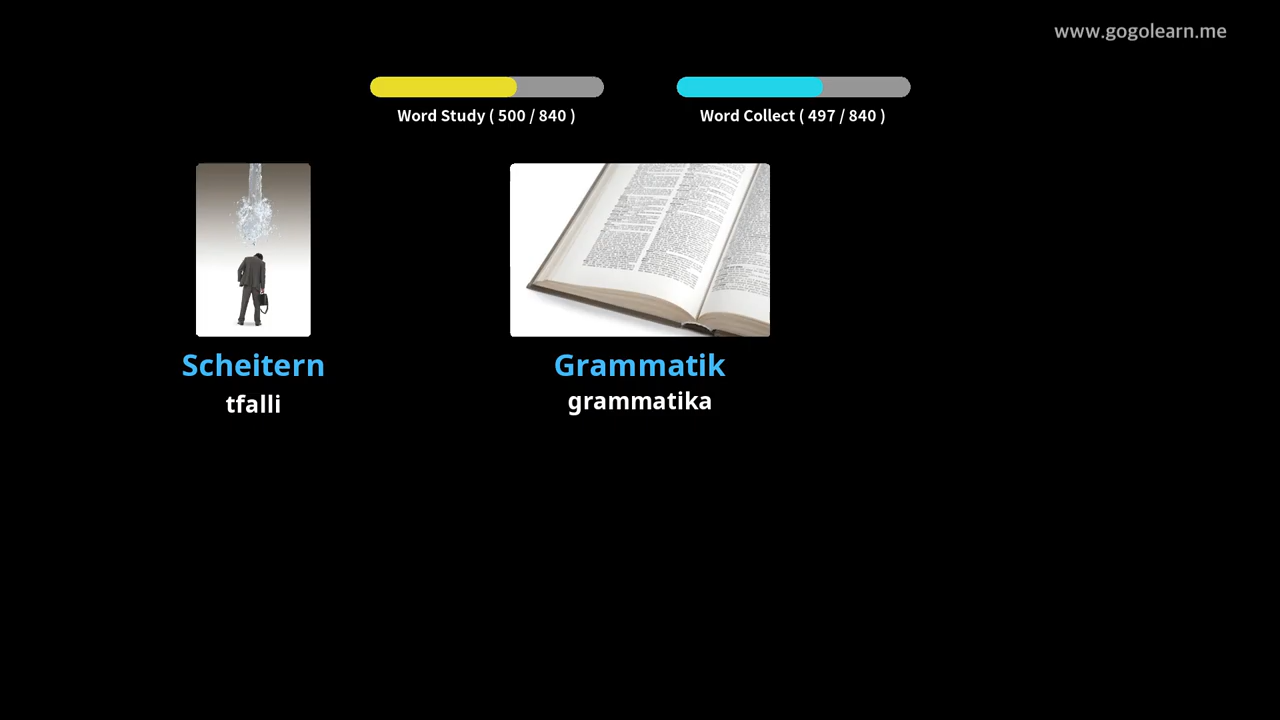 www.gogolearn.me
Word Study ( 500 / 840 )
Word Collect ( 497 / 840 )
Scheitern
tfalli
Grammatik
grammatika